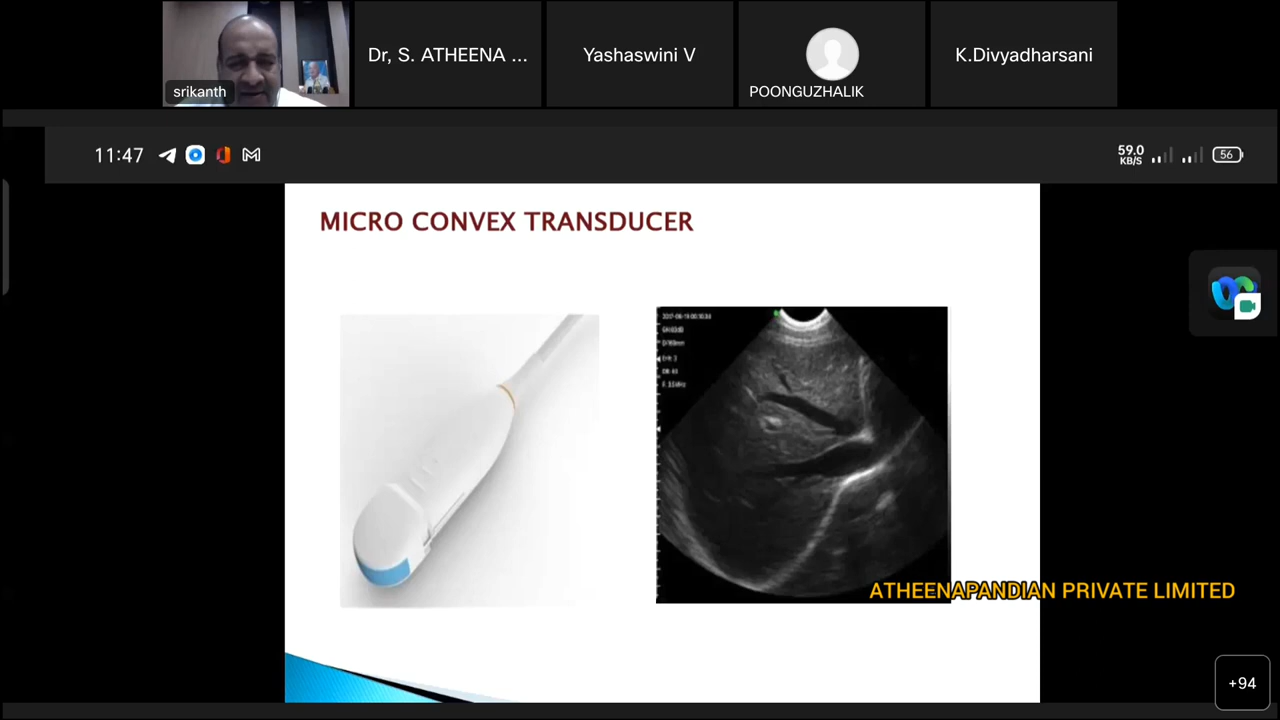 srikanth
Dr, S. ATHEENA ...
Yashaswini V
POONGUZHALIK
K.Divyadharsani
11:47
59.0
KB/S
56
MICRO CONVEX TRANSDUCER
ATHEENAPANDIAN PRIVATE LIMITED
+94